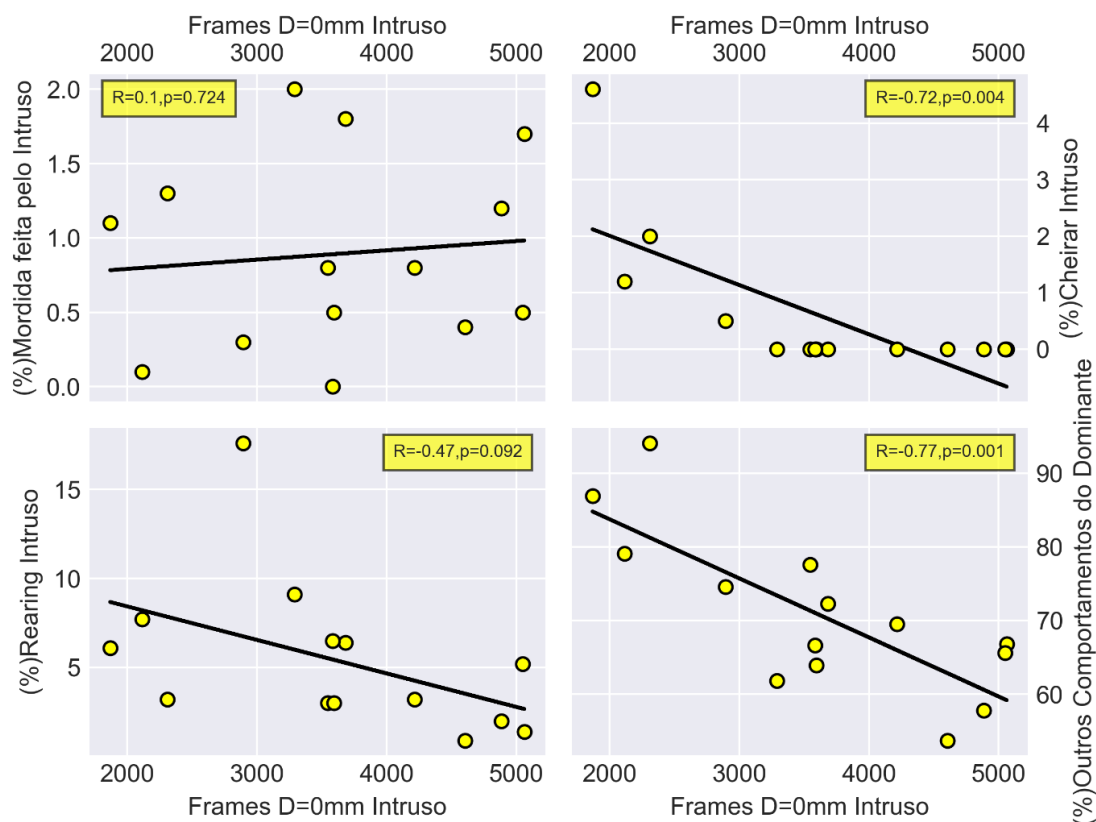 Frames D=0mm Intruso
2000 3000 4000 5000
(%)Mordida feita pelo Intruso
2.0
1.5
1.0
0.5
0.0
R=0.1,p=0.724
Frames D=0mm Intruso
2000 3000 4000 5000
R=-0.72,p=0.004
4
3
2
1
0
(%)Cheirar Intruso
(%)Rearing Intruso
15
10
5
R=-0.47,p=0.092
2000 3000 4000 5000
Frames D=0mm Intruso
R=-0.77,p=0.001
90
80
70
60
(%)Outros Comportamentos do Dominante
2000 3000 4000 5000
Frames D=0mm Intruso